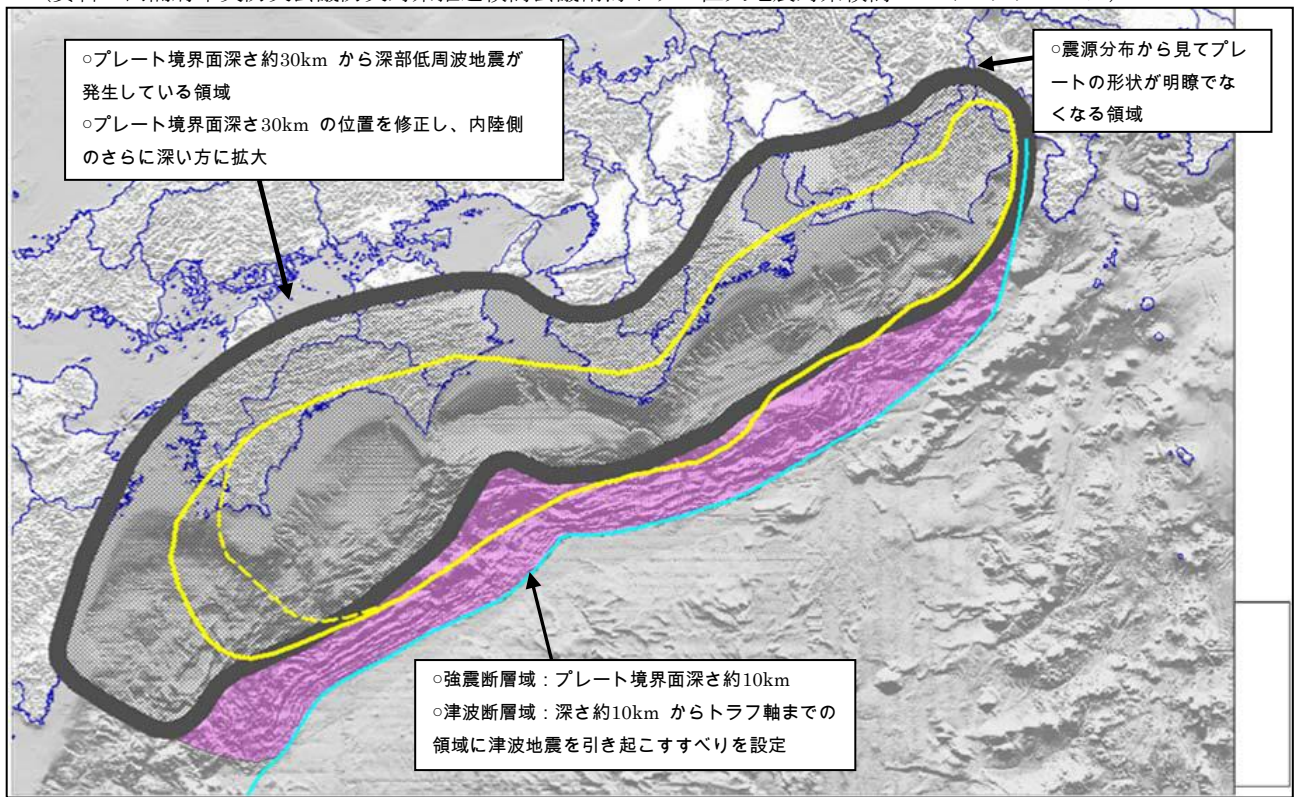 ○プレート境界面深さ約30km から深部低周波地震が
発生している領域
○プレート境界面深さ30km の位置を修正し、内陸側
のさらに深い方に拡大
○震源分布から見てプレ
ートの形状が明瞭でな
くなる領域
○強震断層域：プレート境界面深さ約10km
○津波断層域：深さ約10km からトラフ軸までの
領域に津波地震を引き起こすすべりを設定